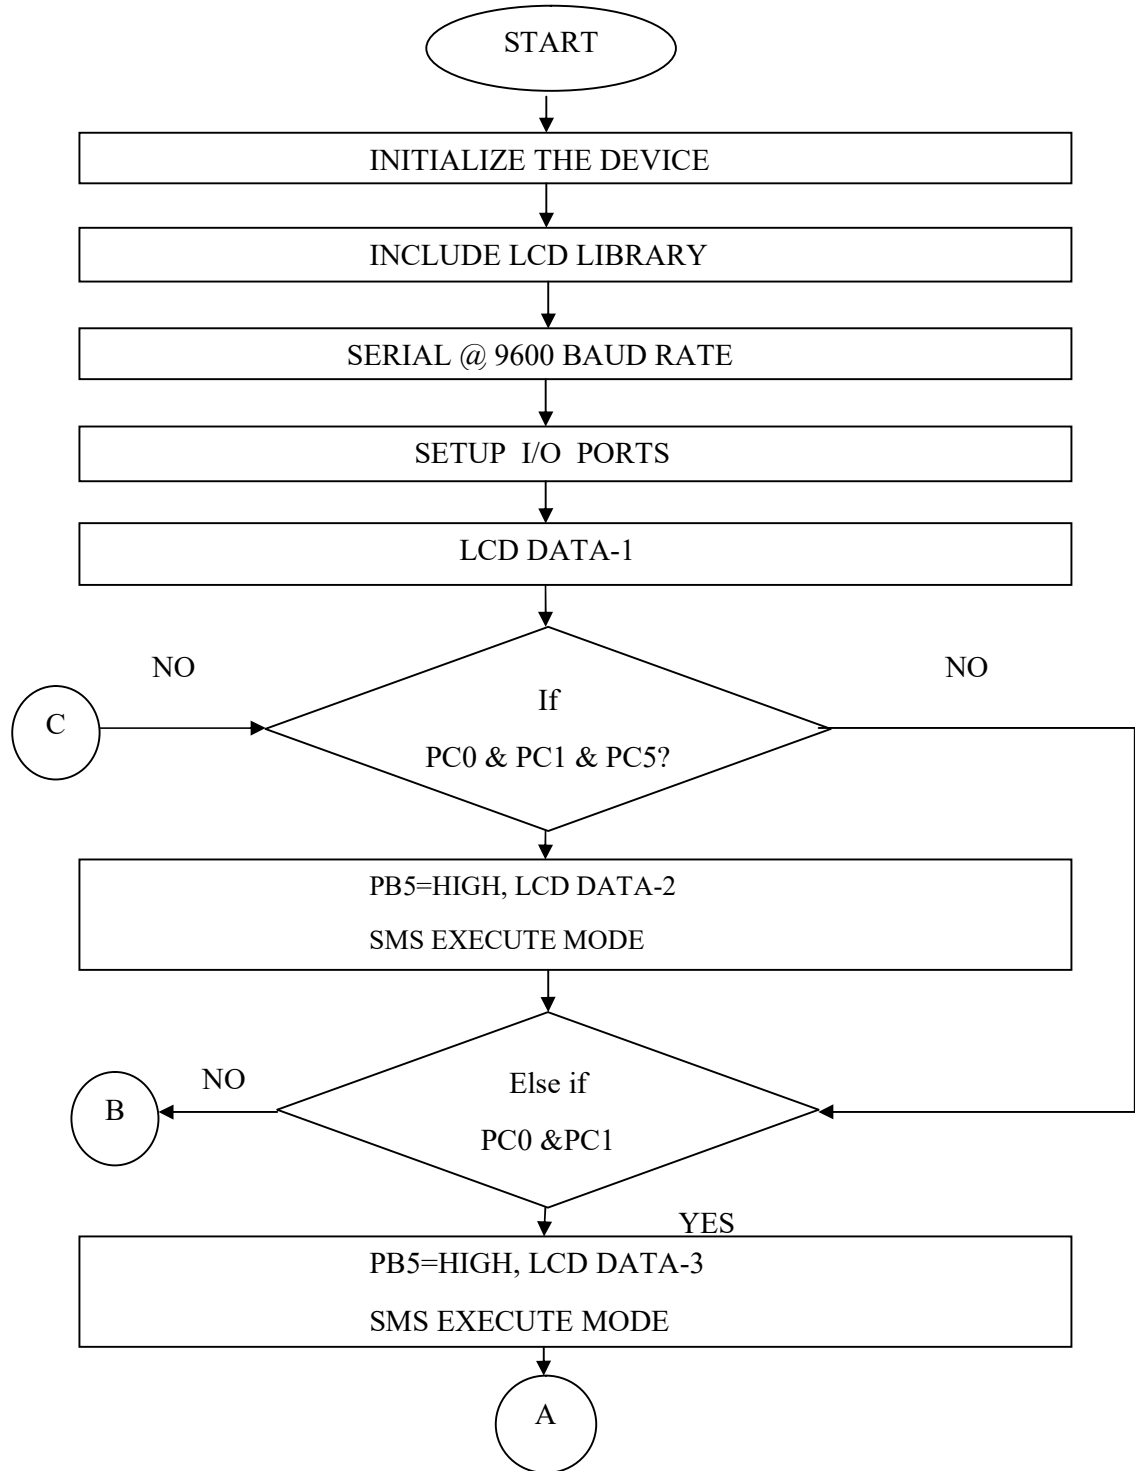 START
INITIALIZE THE DEVICE
INCLUDE LCD LIBRARY
SERIAL @ 9600 BAUD RATE
SETUP I/O PORTS
LCD DATA-1
NO
NO
C
If
PC0 & PC1 & PC5?
PB5=HIGH, LCD DATA-2
SMS EXECUTE MODE
NO
B
Else if
PC0 &PC1
YES
PB5=HIGH, LCD DATA-3
SMS EXECUTE MODE
A